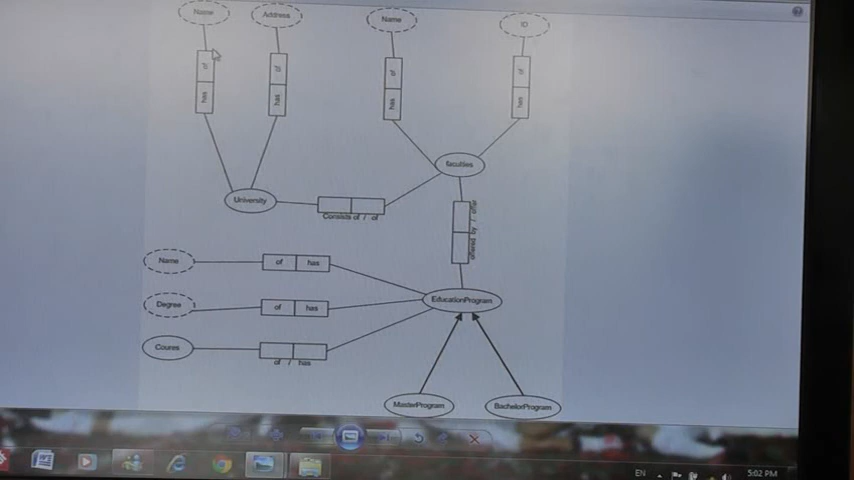 Name
Address
Name
ID
of
has
of
has
of
has
of
has
faculties
University
Consists of / of
offered by / offer
Name
of has
EducationProgram
Degree
of has
Coures
of / has
MasterProgram
BachelorProgram
EN
5:02 PM